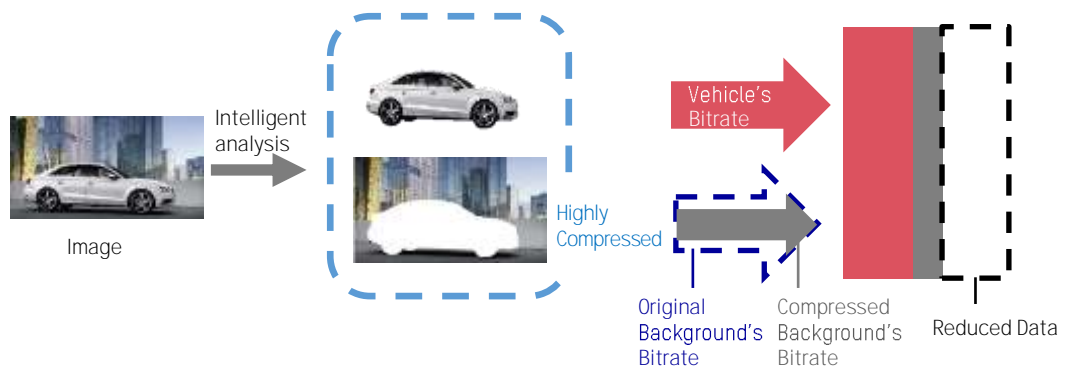 Intelligent
analysis
Image
Highly
Compressed
Vehicle's
Bitrate
Original
Background's
Bitrate
Compressed
Background's
Bitrate
Reduced Data